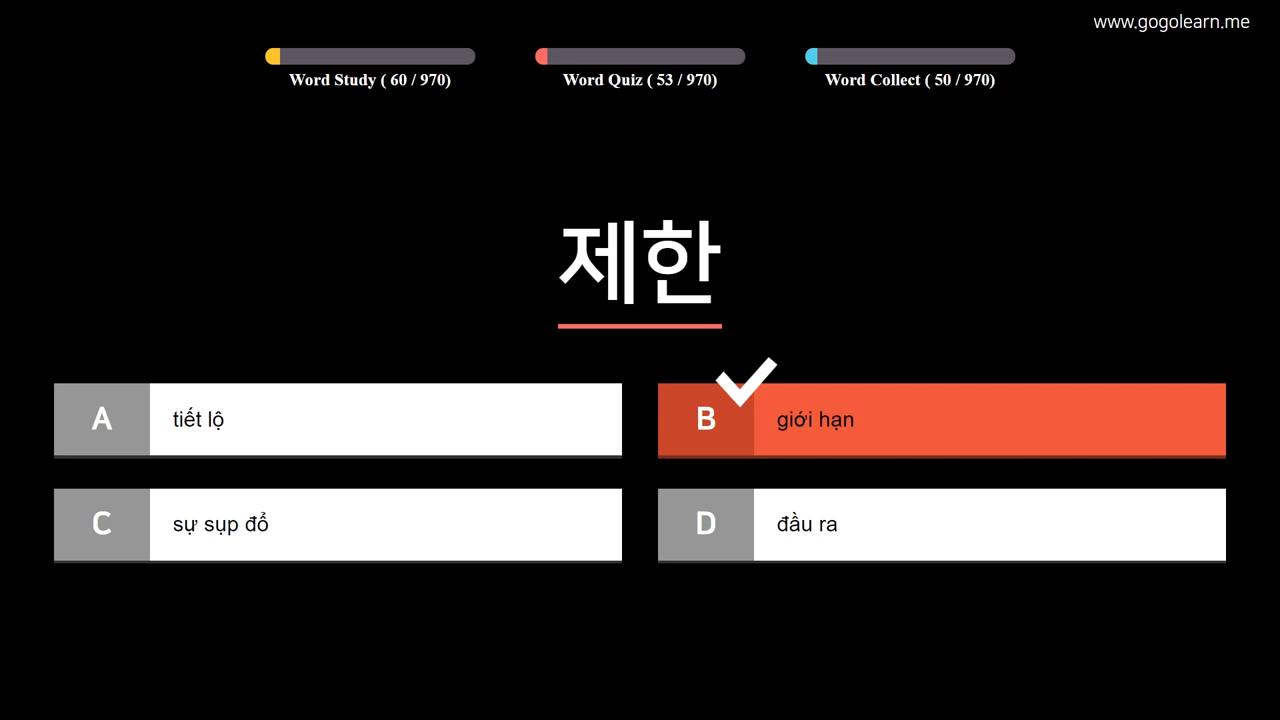 www.gogolearn.me
Word Study ( 60 / 970)
Word Quiz ( 53 / 970)
Word Collect ( 50 / 970)
제한
A tiết lộ
B giới hạn
C sự sụp đổ
D đầu ra